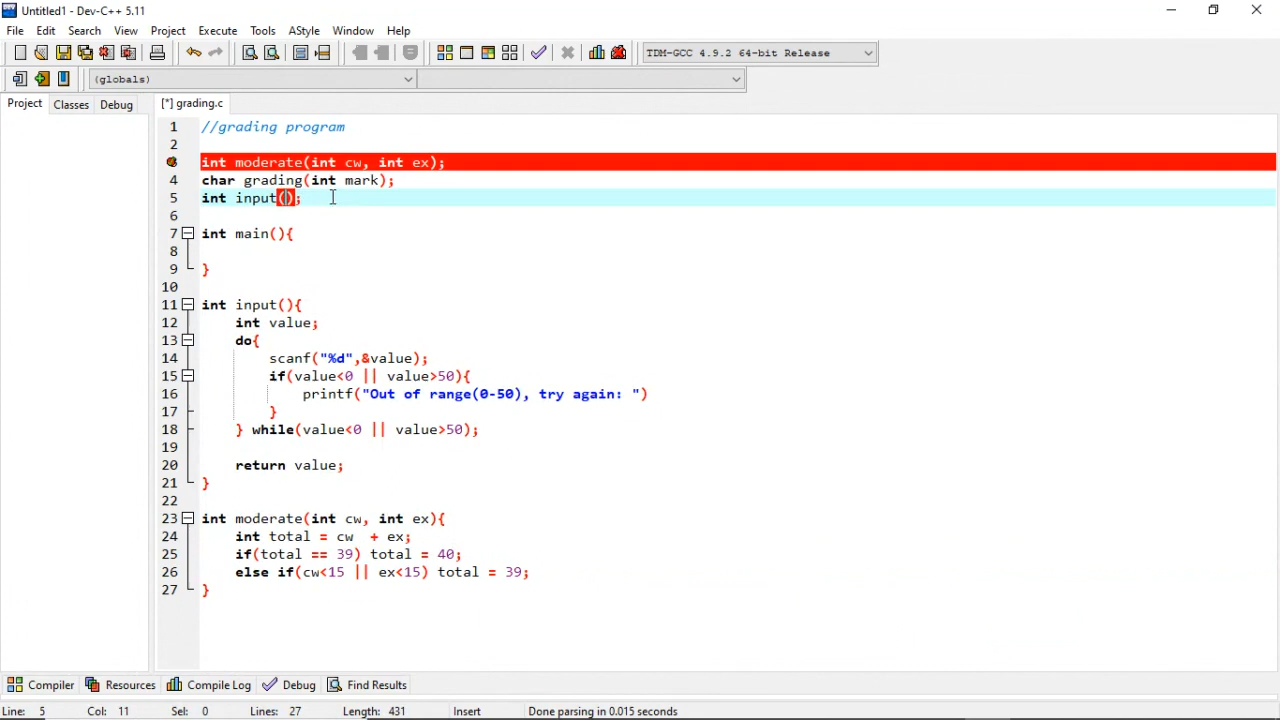 Untitled1 - Dev-C++ 5.11
File Edit Search View Project Execute Tools AStyle Window Help
TDM-GCC 4.9.2 64-bit Release
(globals)
Project Classes Debug [*] grading.c
1 //grading program
2
int moderate(int cw, int ex);
4 char grading(int mark);
5 int input();
6
7 int main(){
8
9 }
10
11 int input(){
12 int value;
13 do{
14 scanf("%d",&value);
15 if(value<0 || value>50){
16 printf("Out of range(0-50), try again: ")
17 }
18 } while(value<0 || value>50);
19
20 return value;
21 }
22
23 int moderate(int cw, int ex){
24 int total = cw  + ex;
25 if(total == 39) total = 40;
26 else if(cw<15 || ex<15) total = 39;
27 }
Compiler Resources Compile Log Debug Find Results
Line: 5 Col: 11 Sel: 0 Lines: 27 Length: 431 Insert Done parsing in 0.015 seconds